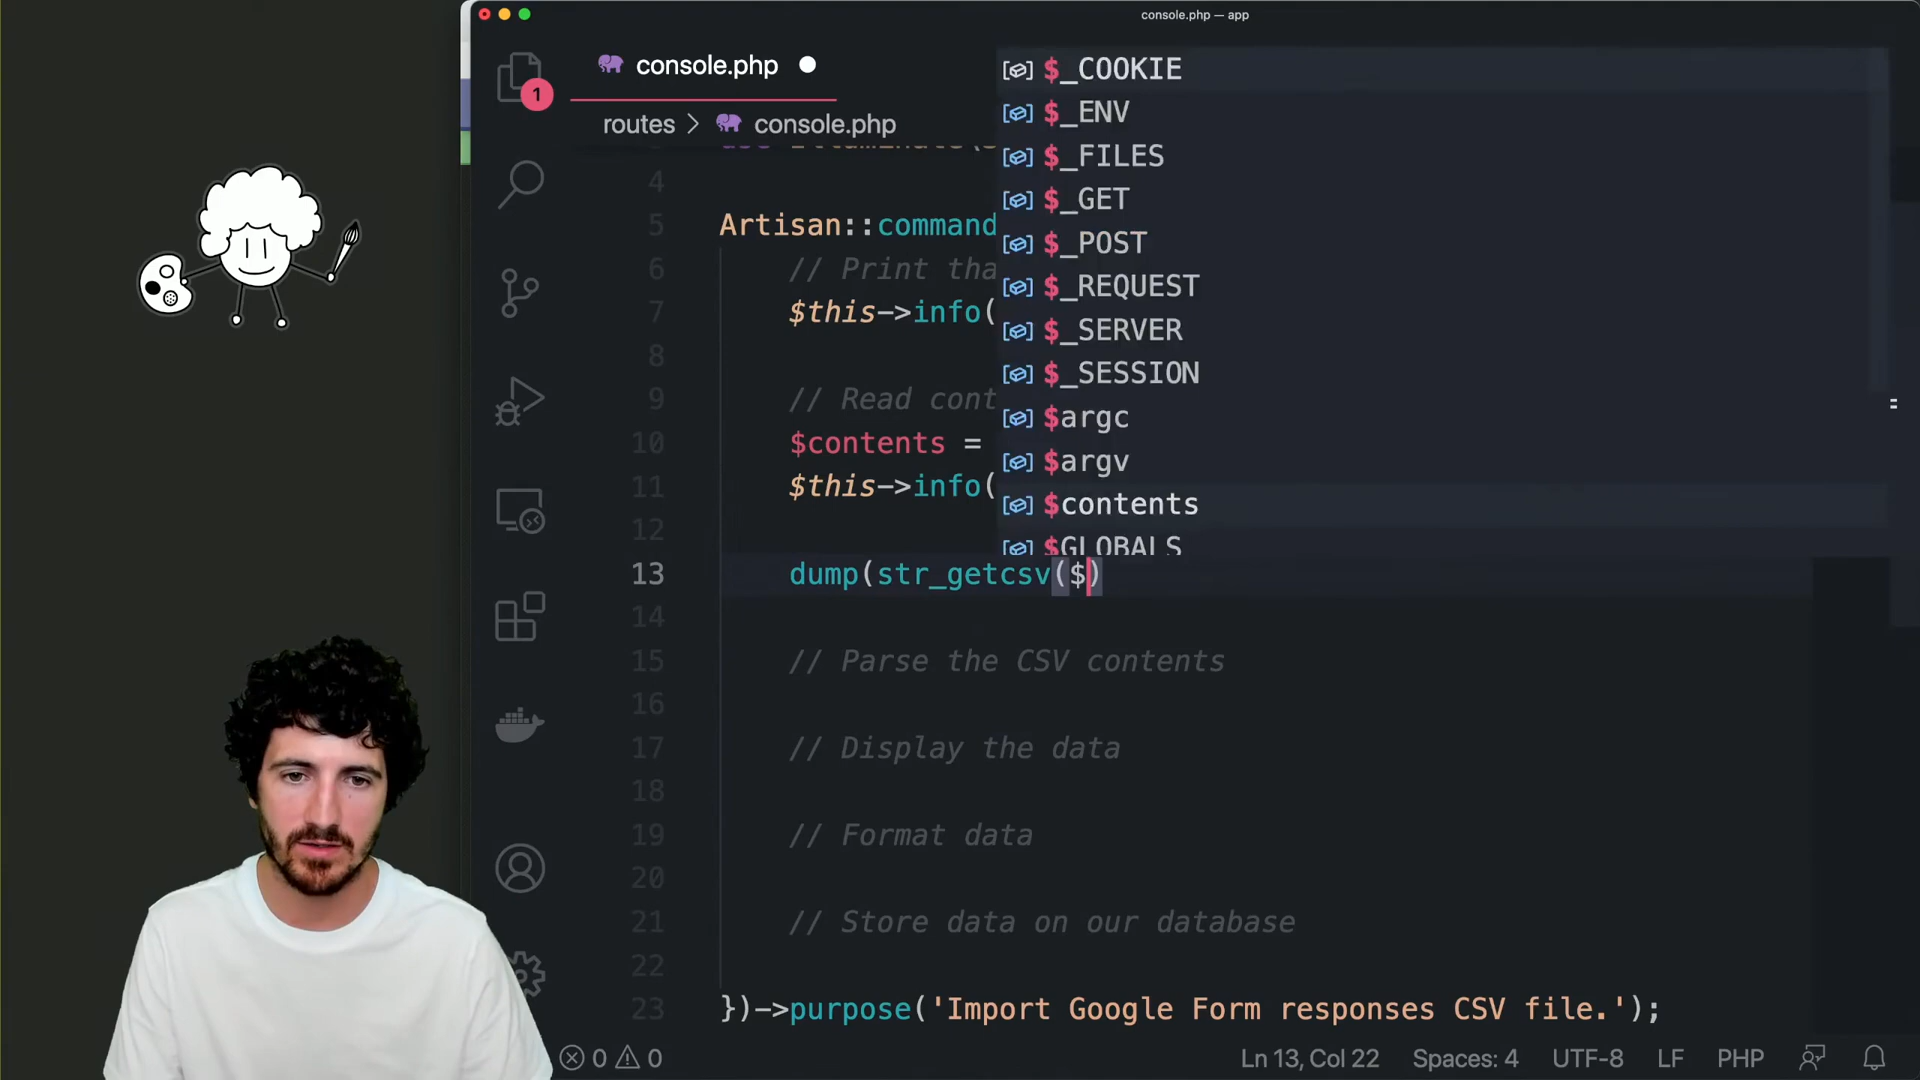 console.php — app
console.php
1
routes > console.php
4
5 Artisan::command
6 // Print tha
7 $this->info(
8
9 // Read cont
10 $contents =
11 $this->info(
12
13 dump(str_getcsv($)
14
15 // Parse the CSV contents
16
17 // Display the data
18
19 // Format data
20
21 // Store data on our database
22
23 })->purpose('Import Google Form responses CSV file.');
$_COOKIE
$_ENV
$_FILES
$_GET
$_POST
$_REQUEST
$_SERVER
$_SESSION
$argc
$argv
$contents
$GLOBALS
0 0 Ln 13, Col 22 Spaces: 4 UTF-8 LF PHP